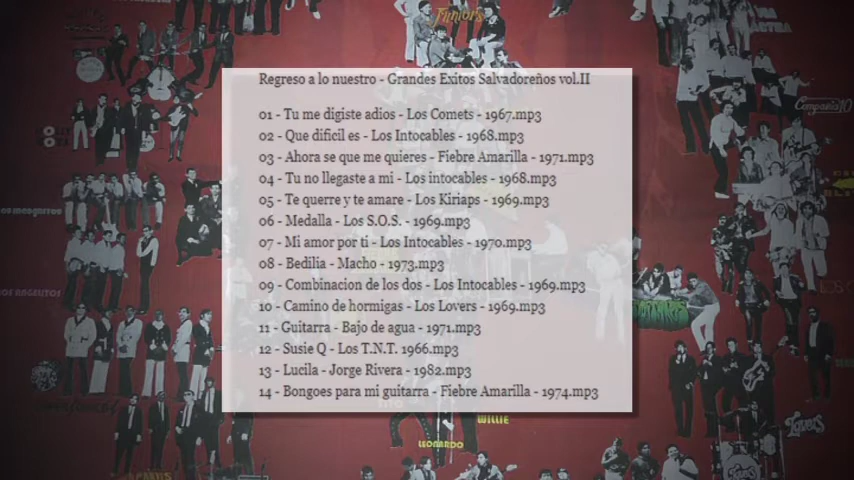 Junior's
Compania 10
Regreso a lo nuestro - Grandes Exitos Salvadoreños vol.II
01 - Tu me digiste adios - Los Comets - 1967.mp3
02 - Que dificil es - Los Intocables - 1968.mp3
03 - Ahora se que me quieres - Fiebre Amarilla - 1971.mp3
04 - Tu no llegaste a mi - Los intocables - 1968.mp3
05 - Te querre y te amare - Los Kiriaps - 1969.mp3
06 - Medalla - Los S.O.S. - 1969.mp3
07 - Mi amor por ti - Los Intocables - 1970.mp3
08 - Bedilia - Macho - 1973.mp3
09 - Combinacion de los dos - Los Intocables - 1969.mp3
10 - Camino de hormigas - Los Lovers - 1969.mp3
11 - Guitarra - Bajo de agua - 1971.mp3
12 - Susie Q - Los T.N.T. 1966.mp3
13 - Lucila - Jorge Rivera - 1982.mp3
14 - Bongoes para mi guitarra - Fiebre Amarilla - 1974.mp3
WILLIE
Lovers
LEONARDO